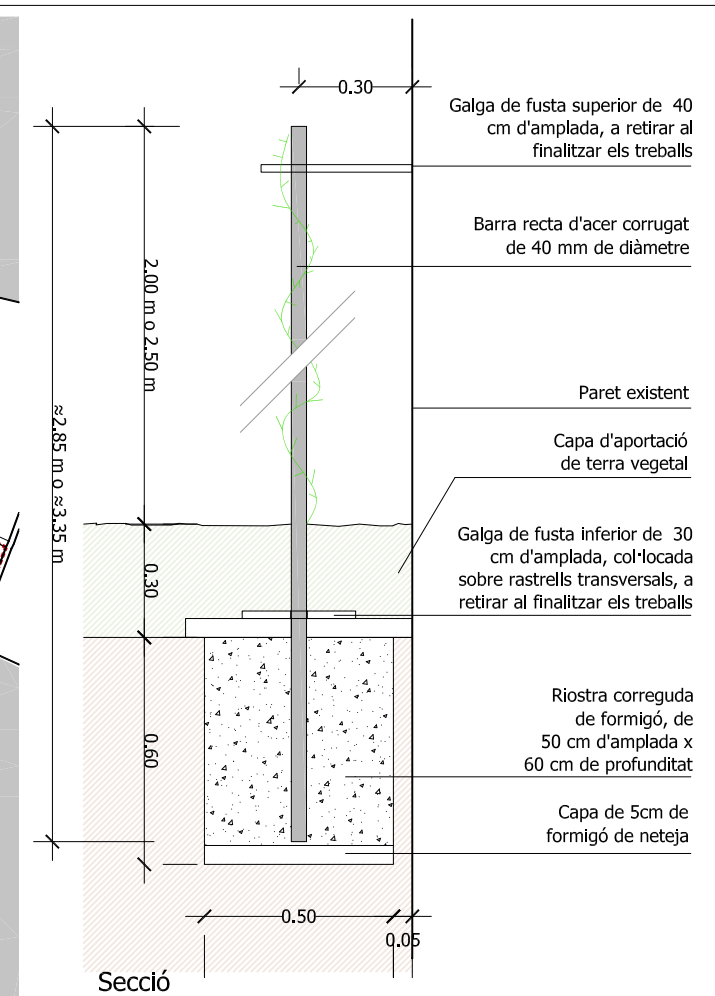 0.30
Galga de fusta superior de 40
cm d'amplada, a retirar al
finalitzar els treballs
Barra recta d'acer corrugat
de 40 mm de diàmetre
2.00 m o 2.50 m
Paret existent
≈2.85 m o ≈3.35 m
Capa d'aportació
de terra vegetal
Galga de fusta inferior de 30
cm d'amplada, col·locada
sobre rastrells transversals, a
retirar al finalitzar els treballs
0.30
Riostra correguda
de formigó, de
50 cm d'amplada x
60 cm de profunditat
0.60
Capa de 5cm de
formigó de neteja
0.50
0.05
Secció